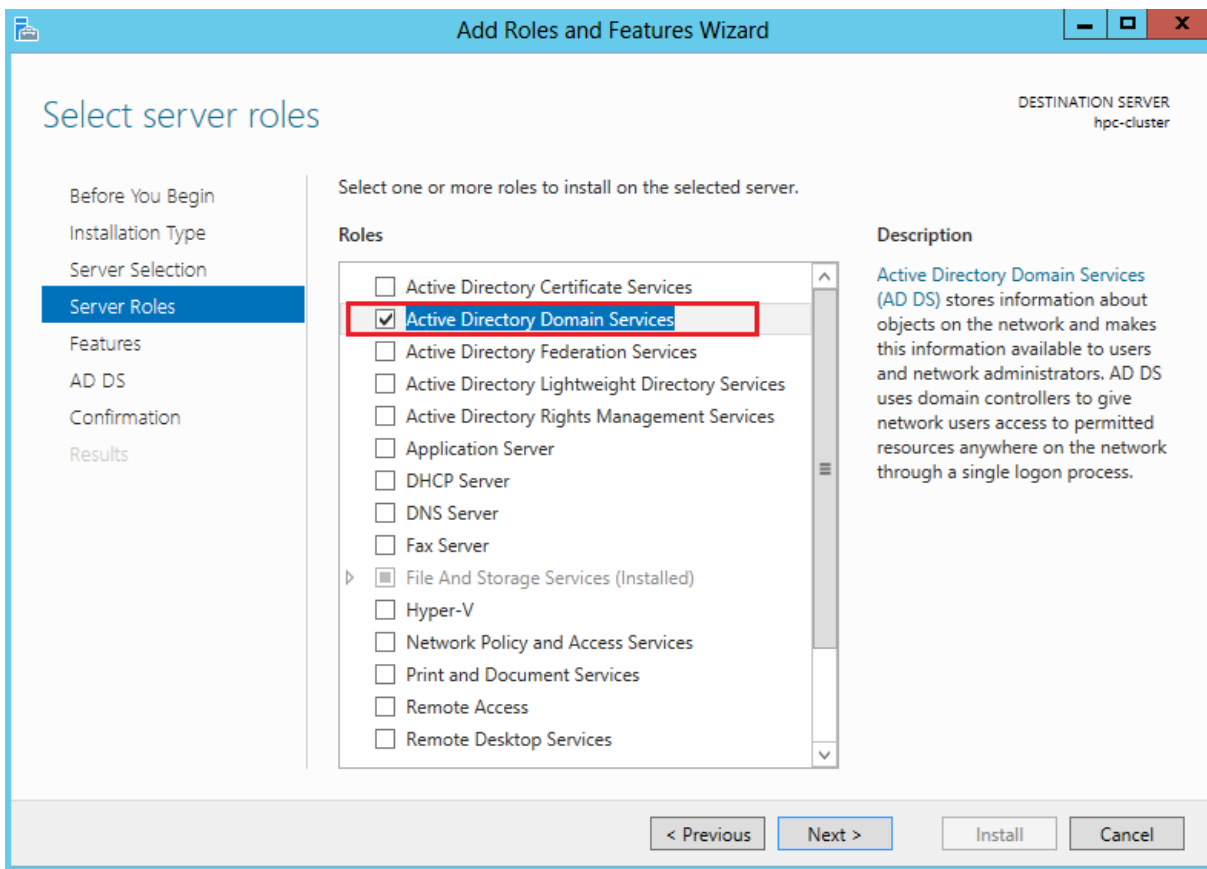 Add Roles and Features Wizard
x
Select server roles
DESTINATION SERVER
hpc-cluster
Before You Begin
Installation Type
Server Selection
Server Roles
Features
AD DS
Confirmation
Results
Select one or more roles to install on the selected server.
Roles
Active Directory Certificate Services
Active Directory Domain Services
Active Directory Federation Services
Active Directory Lightweight Directory Services
Active Directory Rights Management Services
Application Server
DHCP Server
DNS Server
Fax Server
File And Storage Services (Installed)
Hyper-V
Network Policy and Access Services
Print and Document Services
Remote Access
Remote Desktop Services
Description
Active Directory Domain Services
(AD DS) stores information about
objects on the network and makes
this information available to users
and network administrators. AD DS
uses domain controllers to give
network users access to permitted
resources anywhere on the network
through a single logon process.
< Previous
Next >
Install
Cancel